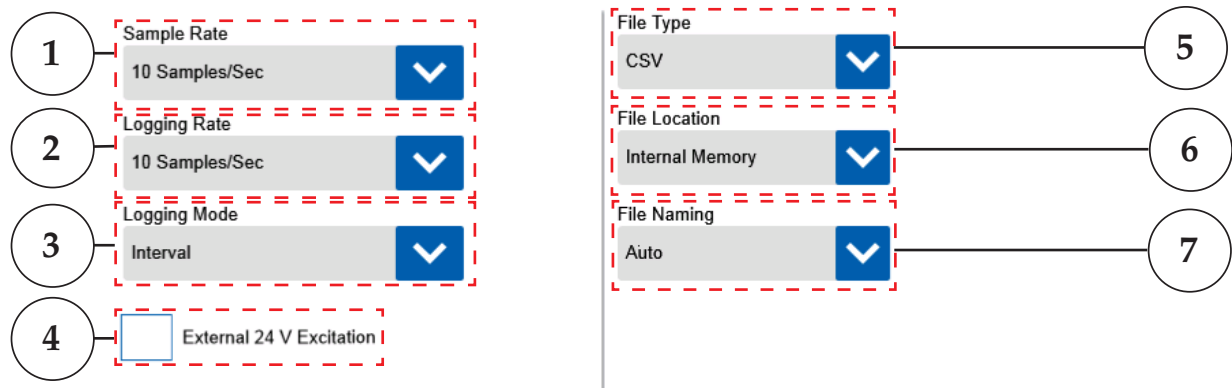 1
Sample Rate
10 Samples/Sec
2
Logging Rate
10 Samples/Sec
3
Logging Mode
Interval
4
External 24 V Excitation
File Type
CSV
5
File Location
Internal Memory
6
File Naming
Auto
7